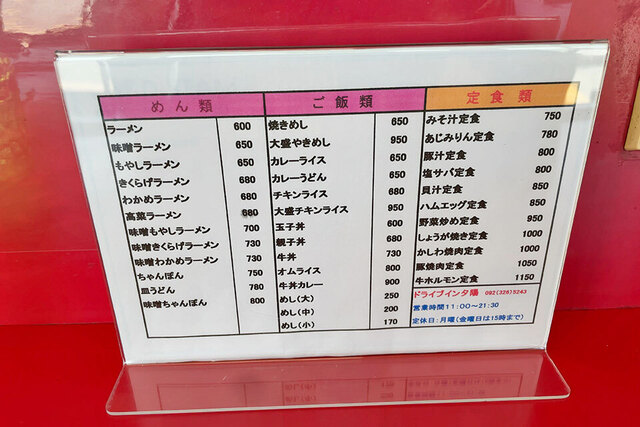 めん類
ラーメン 600
味噌ラーメン 650
もやしラーメン 650
きくらげラーメン 680
わかめラーメン 680
高菜ラーメン 680
味噌もやしラーメン 700
味噌きくらげラーメン 730
味噌わかめラーメン 730
ちゃんぽん 750
皿うどん 780
味噌ちゃんぽん 800
ご飯類
焼きめし 650
大盛やきめし 950
カレーライス 650
カレーうどん 680
チキンライス 680
大盛チキンライス 950
玉子丼 600
親子丼 680
牛丼 730
オムライス 800
牛丼カレー 900
めし(大) 250
めし(中) 200
めし(小) 170
定食類
みそ汁定食 750
あじみりん定食 780
豚汁定食 800
塩サバ定食 800
貝汁定食 850
ハムエッグ定食 850
野菜炒め定食 950
しょうが焼き定食 1000
かしわ焼肉定食 1000
豚焼肉定食 1050
牛ホルモン定食 1150
ドライブイン夕陽 092(328)5243
営業時間11:00~21:30
定休日:月曜(金曜日は15時まで)